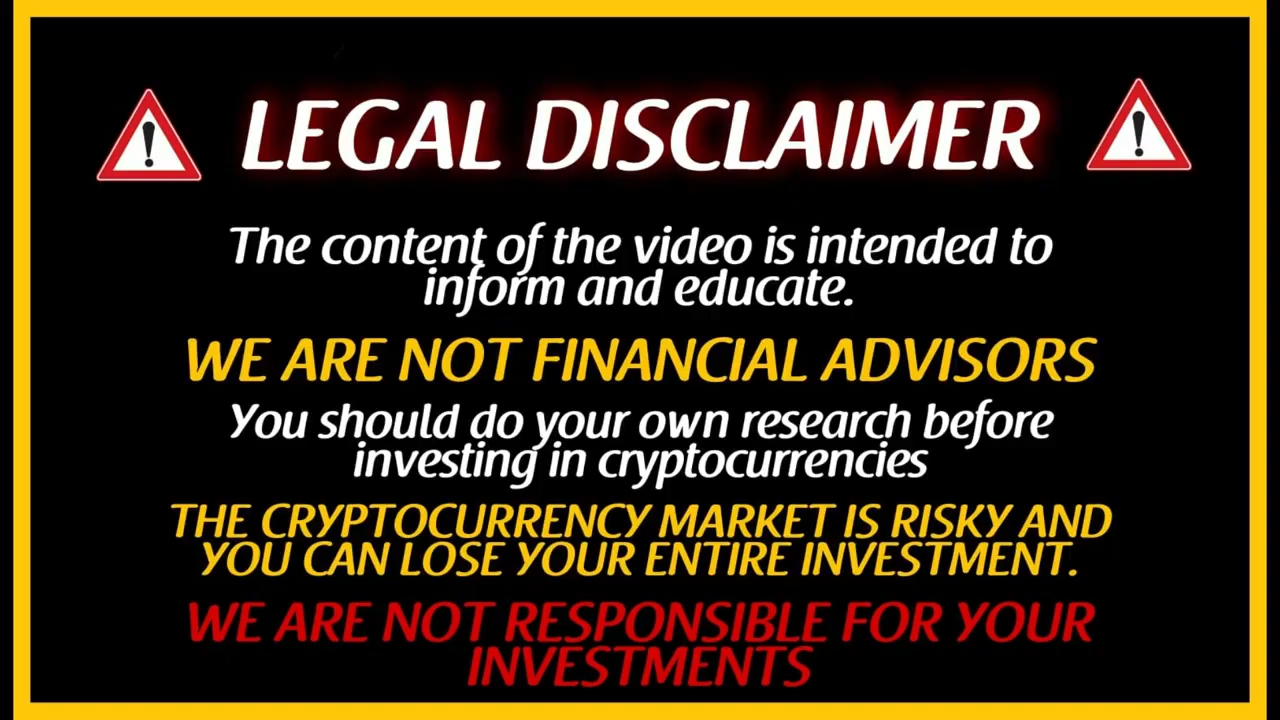 LEGAL DISCLAIMER
The content of the video is intended to
inform and educate.
WE ARE NOT FINANCIAL ADVISORS
You should do your own research before
investing in cryptocurrencies
THE CRYPTOCURRENCY MARKET IS RISKY AND
YOU CAN LOSE YOUR ENTIRE INVESTMENT.
WE ARE NOT RESPONSIBLE FOR YOUR
INVESTMENTS